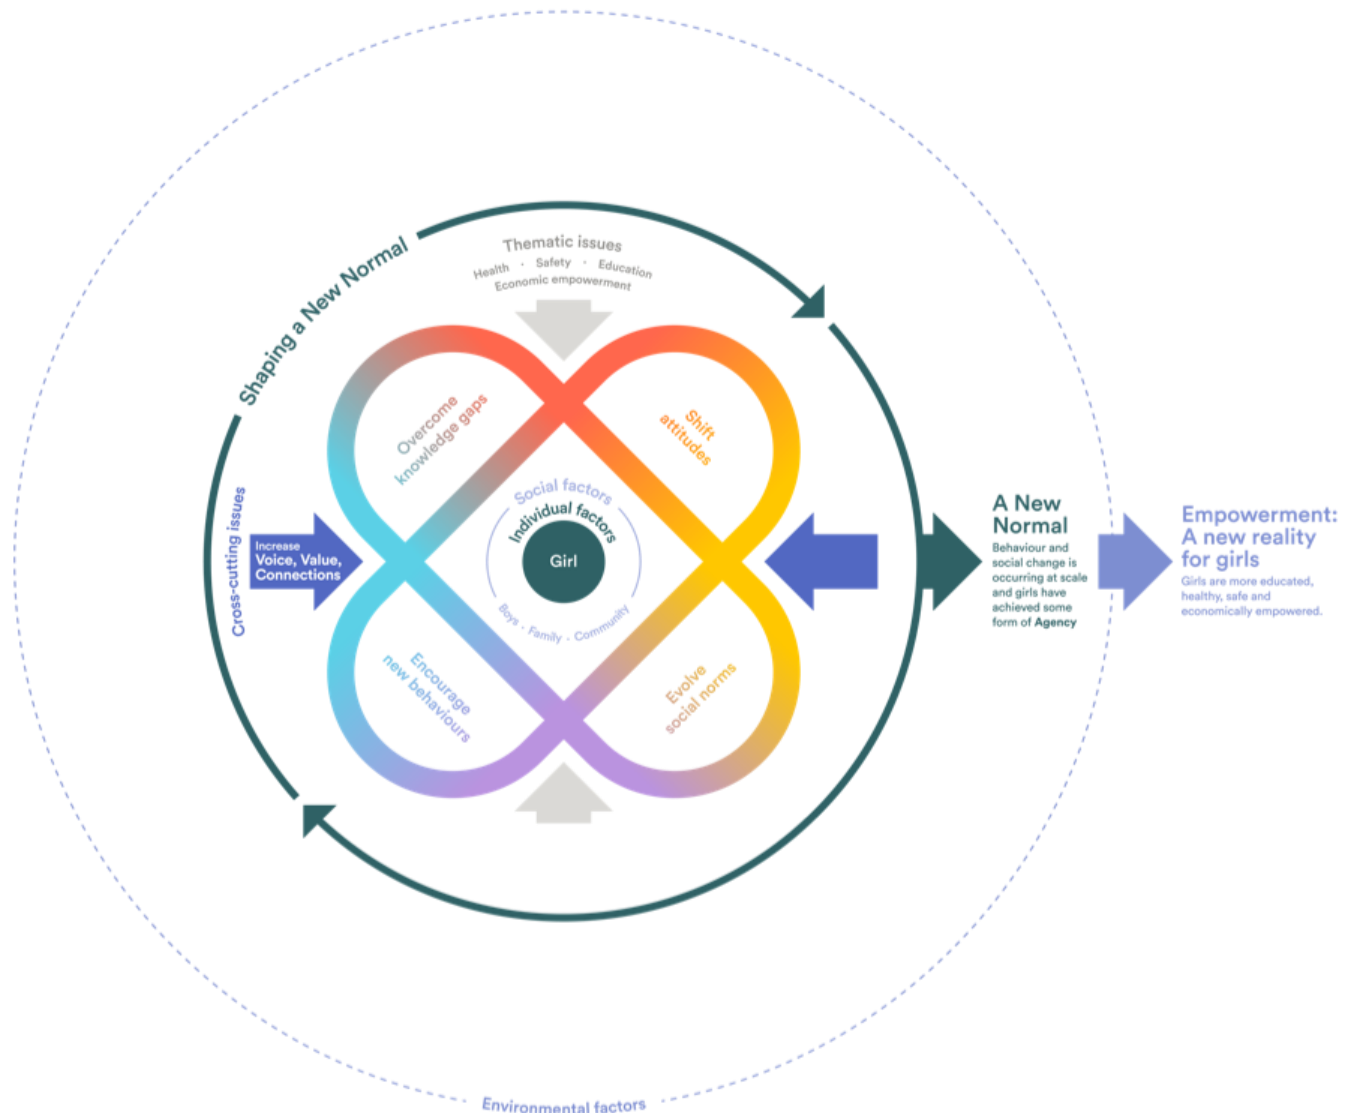 Shaping a New Normal
Thematic issues
Health · Safety · Education
Economic empowerment
Overcome
knowledge gaps
Shift
attitudes
Cross-cutting issues
Increase
Voice, Value,
Connections
Social factors
Individual factors
Girl
Boys · Family · Community
Encourage
new behaviours
Evolve
social norms
A New
Normal
Behaviour and
social change is
occurring at scale
and girls have
achieved some
form of Agency
Empowerment:
A new reality
for girls
Girls are more educated,
healthy, safe and
economically empowered.
Environmental factors